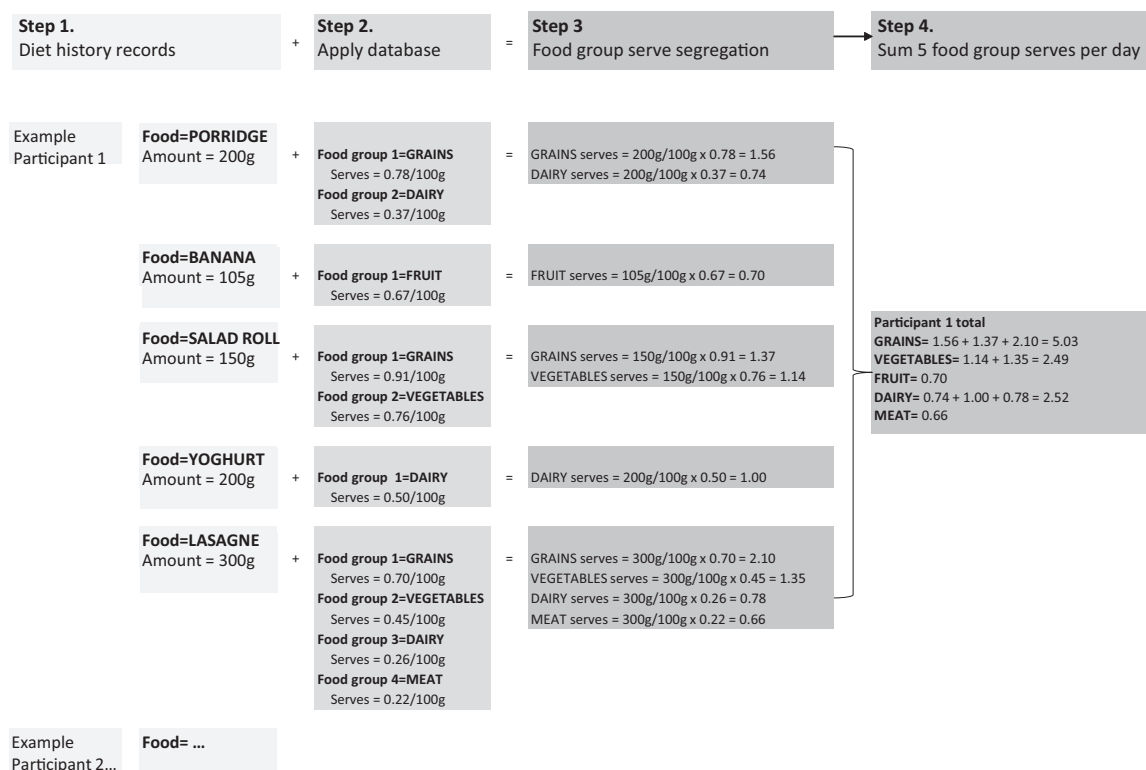 Step 1.
Diet history records
+
Step 2.
Apply database
=
Step 3
Food group serve segregation
Step 4.
Sum 5 food group serves per day
Example
Participant 1
Food=PORRIDGE
Amount = 200g
+
Food group 1=GRAINS
Serves = 0.78/100g
Food group 2=DAIRY
Serves = 0.37/100g
=
GRAINS serves = 200g/100g x 0.78 = 1.56
DAIRY serves = 200g/100g x 0.37 = 0.74
Food=BANANA
Amount = 105g
+
Food group 1=FRUIT
Serves = 0.67/100g
=
FRUIT serves = 105g/100g x 0.67 = 0.70
Food=SALAD ROLL
Amount = 150g
+
Food group 1=GRAINS
Serves = 0.91/100g
Food group 2=VEGETABLES
Serves = 0.76/100g
=
GRAINS serves = 150g/100g x 0.91 = 1.37
VEGETABLES serves = 150g/100g x 0.76 = 1.14
Food=YOGHURT
Amount = 200g
+
Food group 1=DAIRY
Serves = 0.50/100g
=
DAIRY serves = 200g/100g x 0.50 = 1.00
Food=LASAGNE
Amount = 300g
+
Food group 1=GRAINS
Serves = 0.70/100g
Food group 2=VEGETABLES
Serves = 0.45/100g
Food group 3=DAIRY
Serves = 0.26/100g
Food group 4=MEAT
Serves = 0.22/100g
=
GRAINS serves = 300g/100g x 0.70 = 2.10
VEGETABLES serves = 300g/100g x 0.45 = 1.35
DAIRY serves = 300g/100g x 0.26 = 0.78
MEAT serves = 300g/100g x 0.22 = 0.66
Participant 1 total
GRAINS= 1.56 + 1.37 + 2.10 = 5.03
VEGETABLES= 1.14 + 1.35 = 2.49
FRUIT= 0.70
DAIRY= 0.74 + 1.00 + 0.78 = 2.52
MEAT= 0.66
Example
Participant 2...
Food= ...